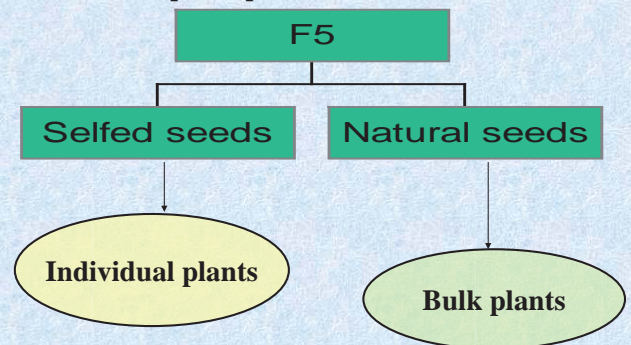 F5
Selfed seeds
Natural seeds
Individual plants
Bulk plants